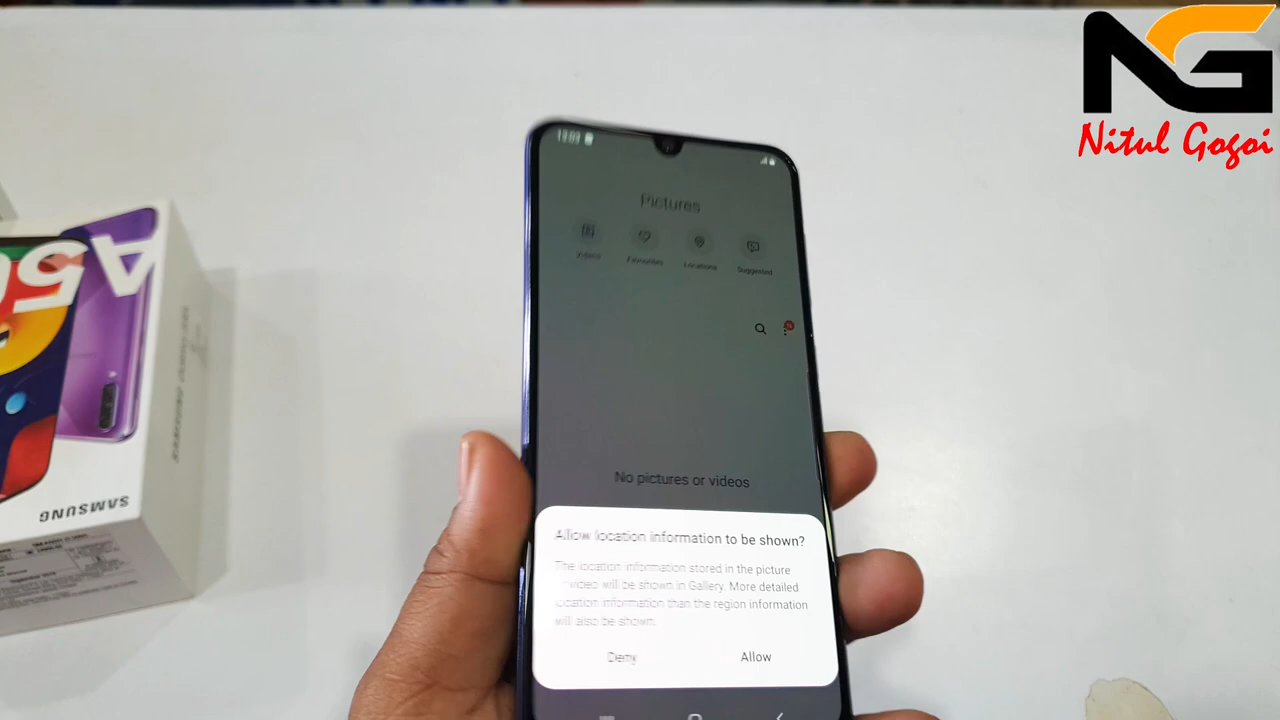 NG
Nitul Gogoi
Pictures
Videos
Favourites
Locations
Suggested
N
No pictures or videos
Allow location information to be shown?
The location information stored in the picture
video will be shown in Gallery. More detailed
location information than the region information
will also be shown.
Deny
Allow
A50
SAMSUNG